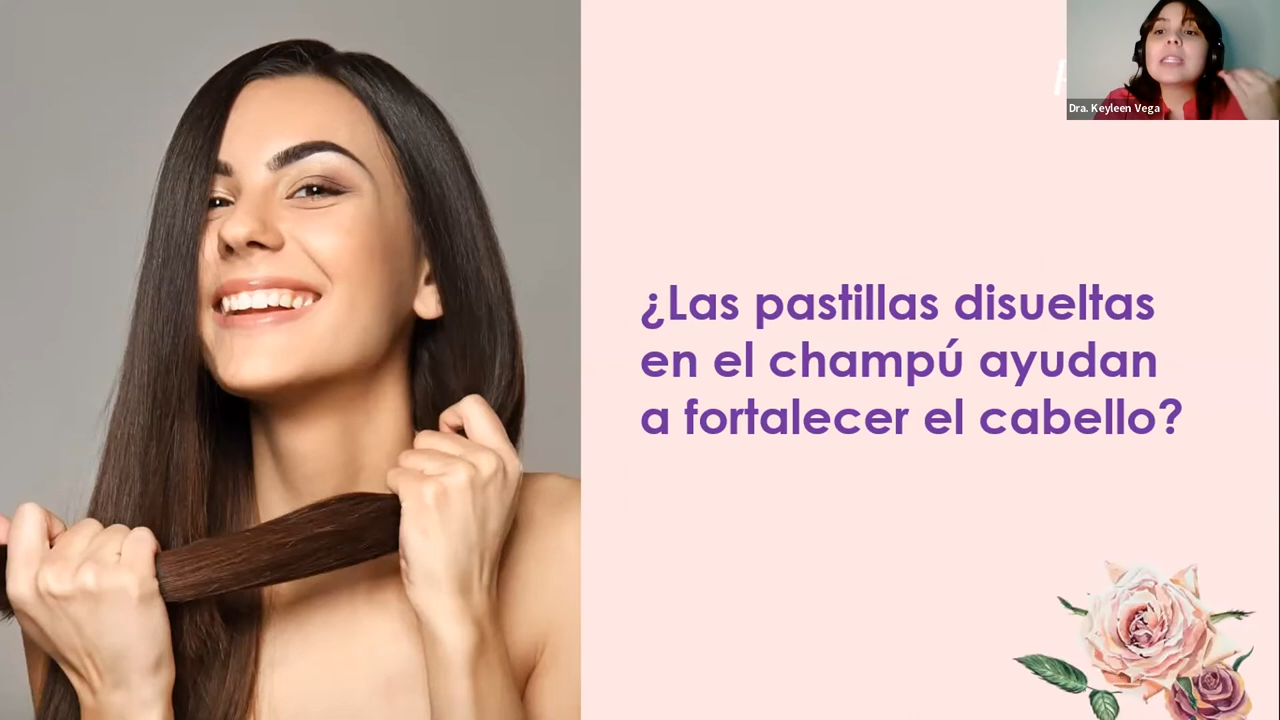 Dra. Keyleen Vega
¿Las pastillas disueltas
en el champú ayudan
a fortalecer el cabello?